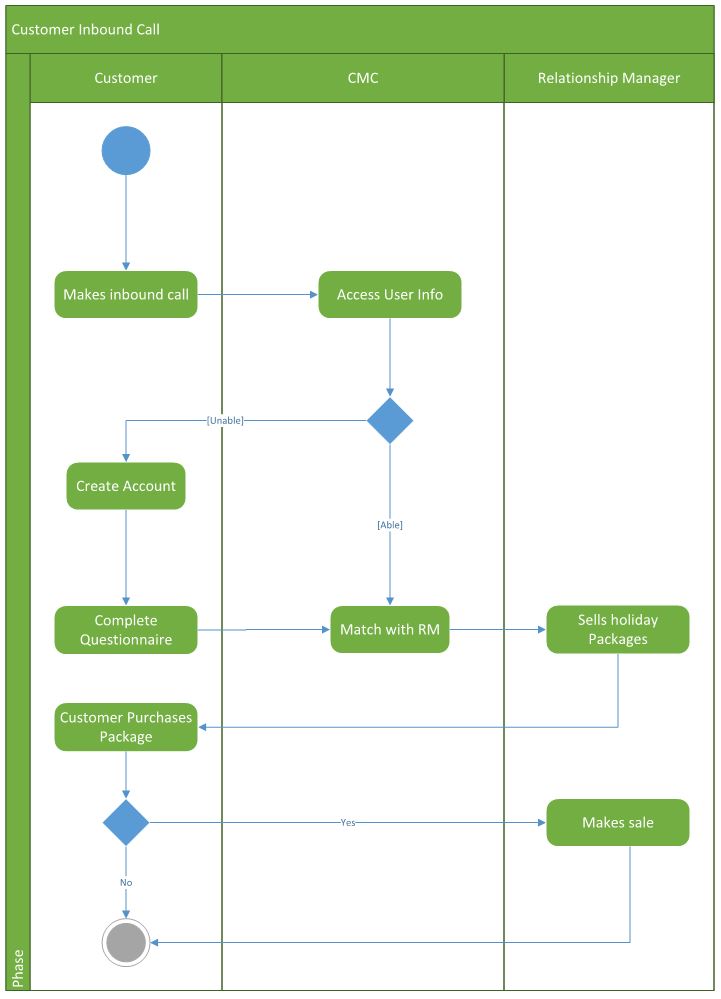 Customer Inbound Call
Customer
CMC
Relationship Manager
Makes inbound call
Access User Info
[Unable]
Create Account
[Able]
Complete
Questionnaire
Match with RM
Sells holiday
Packages
Customer Purchases
Package
Yes
Makes sale
No
Phase